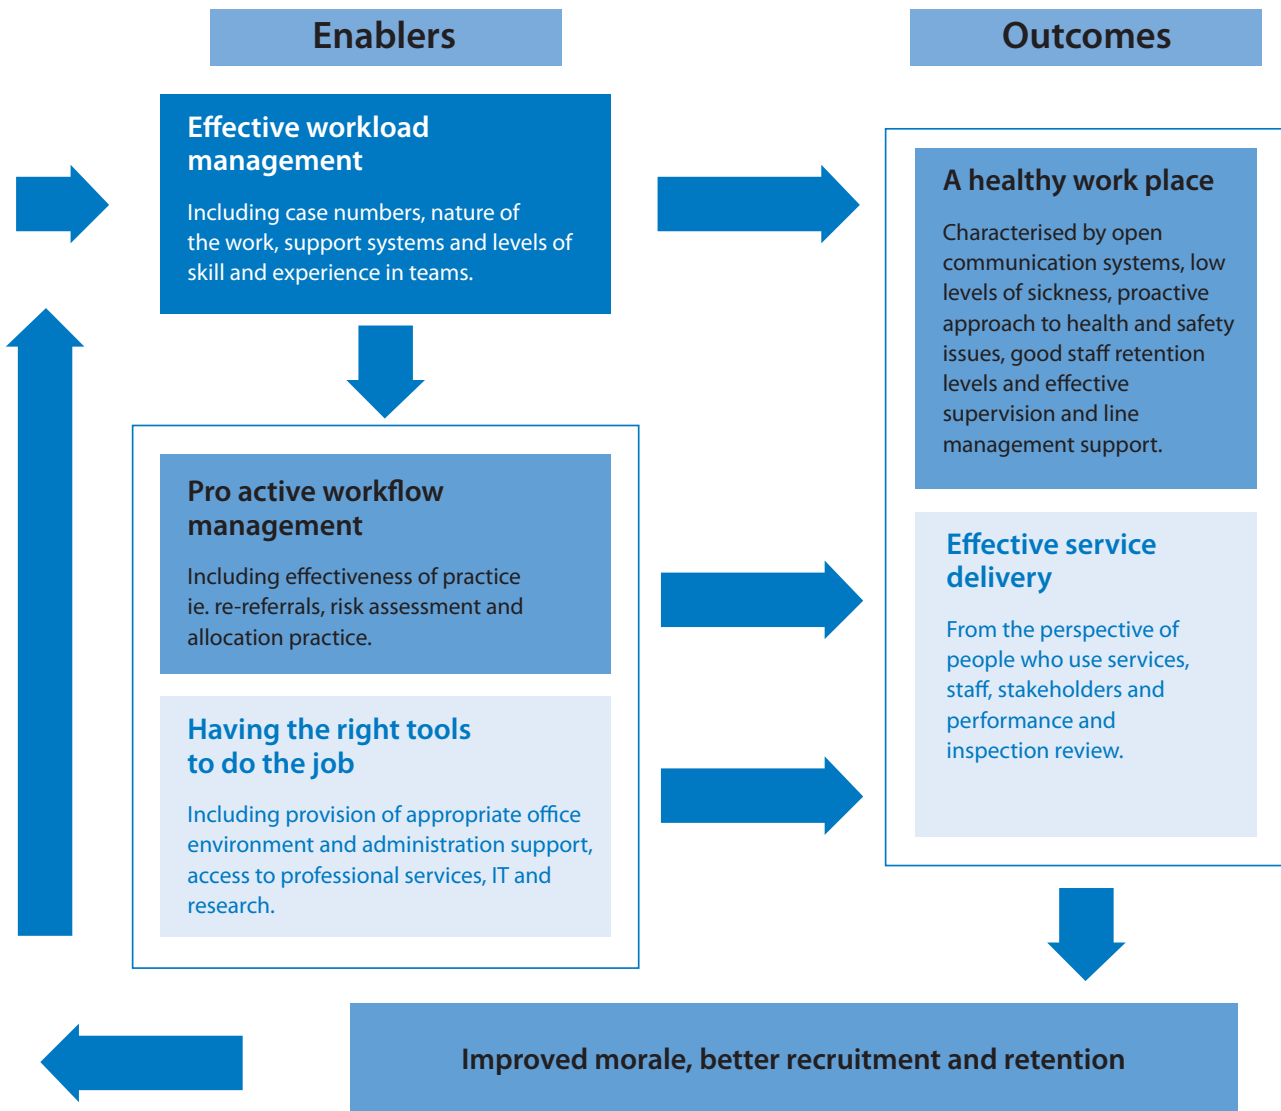 Enablers
Outcomes
Effective workload
management
Including case numbers, nature of
the work, support systems and levels of
skill and experience in teams.
A healthy work place
Characterised by open
communication systems, low
levels of sickness, proactive
approach to health and safety
issues, good staff retention
levels and effective
supervision and line
management support.
Pro active workflow
management
Including effectiveness of practice
ie. re-referrals, risk assessment and
allocation practice.
Effective service
delivery
From the perspective of
people who use services,
staff, stakeholders and
performance and
inspection review.
Having the right tools
to do the job
Including provision of appropriate office
environment and administration support,
access to professional services, IT and
research.
Improved morale, better recruitment and retention